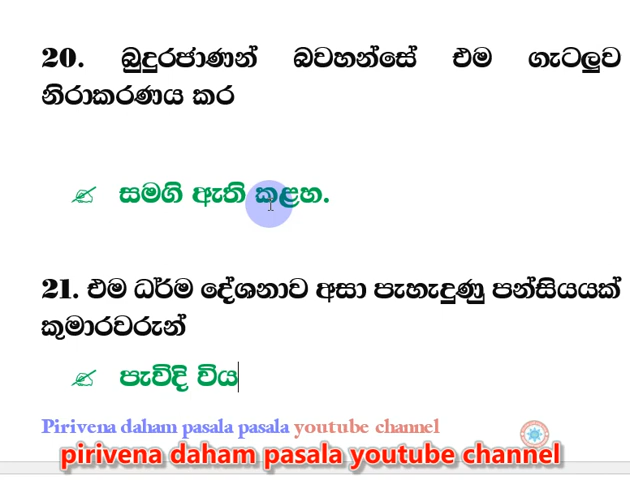 20. බුදුරජාණන් බවහන්සේ එම ගැටලුව
නිරාකරණය කර
සමගි ඇති කළහ.
21. එම ධර්ම දේශනාව අසා පැහැදුණු පන්සියයක්
කුමාරවරුන්
පැවිදි විය
Pirivena daham pasala pasala youtube channel
pirivena daham pasala youtube channel